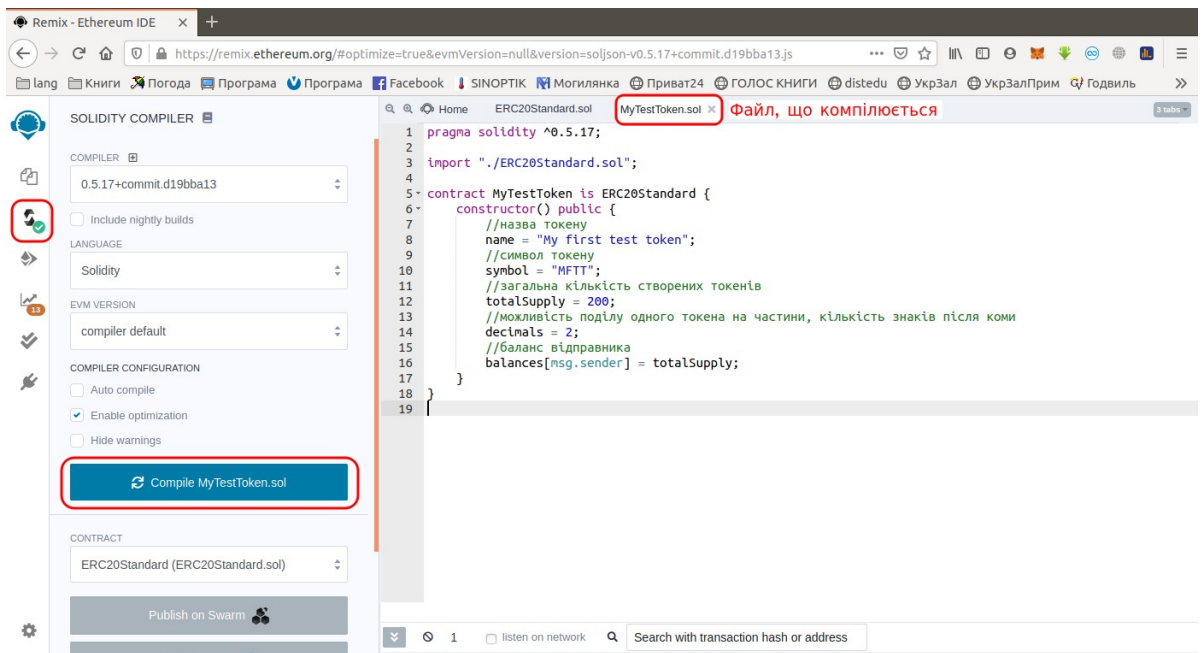 Remix - Ethereum IDE
https://remix.ethereum.org/#optimize=true&evmVersion=null&version=soljson-v0.5.17+commit.d19bba13.js
lang Книги Погода Програма Програма Facebook SINOPTIK Могилянка Приват24 ГОЛОС КНИГИ distedu УкрЗал УкрЗалПрим Годвиль
SOLIDITY COMPILER
COMPILER
0.5.17+commit.d19bba13
Include nightly builds
LANGUAGE
Solidity
EVM VERSION
compiler default
COMPILER CONFIGURATION
Auto compile
Enable optimization
Hide warnings
Compile MyTestToken.sol
CONTRACT
ERC20Standard (ERC20Standard.sol)
Publish on Swarm
13
Home ERC20Standard.sol MyTestToken.sol Файл, що компілюється 3 tabs
1 pragma solidity ^0.5.17;
2
3 import "./ERC20Standard.sol";
4
5 contract MyTestToken is ERC20Standard {
6 constructor() public {
7 //назва токену
8 name = "My first test token";
9 //символ токену
10 symbol = "MFTT";
11 //загальна кількість створених токенів
12 totalSupply = 200;
13 //можливість поділу одного токена на частини, кількість знаків після коми
14 decimals = 2;
15 //баланс відправника
16 balances[msg.sender] = totalSupply;
17 }
18 }
19
1 listen on network Search with transaction hash or address